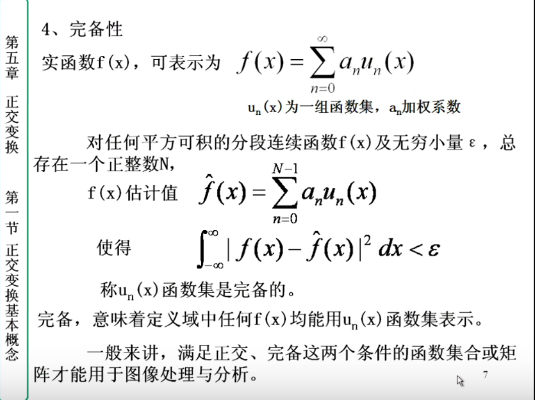 第五章 正交变换 第一节 正交变换基本概念
4、完备性
实函数f(x)，可表示为 f(x)=∑_{n=0}^{∞} a_n u_n(x)
u_n(x)为一组函数集，a_n加权系数
对任何平方可积的分段连续函数f(x)及无穷小量ε，总
存在一个正整数N，
f(x)估计值 f̂(x)=∑_{n=0}^{N-1} a_n u_n(x)
使得 ∫_{-∞}^{∞} |f(x)-f̂(x)|² dx<ε
称u_n(x)函数集是完备的。
完备，意味着定义域中任何f(x)均能用u_n(x)函数集表示。
一般来讲，满足正交、完备这两个条件的函数集合或矩
阵才能用于图像处理与分析。
7